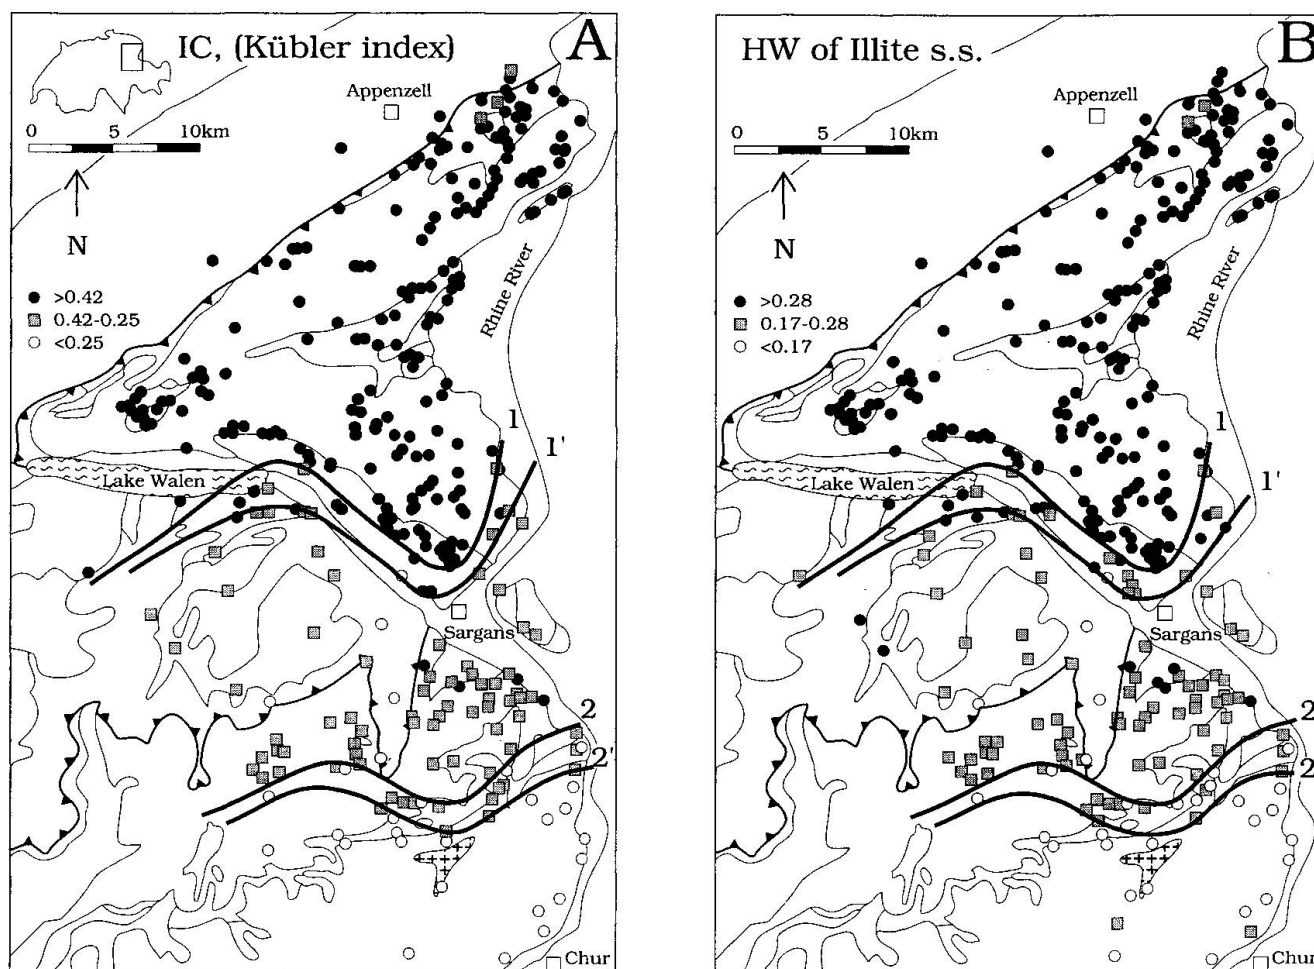 IC, (Kübler index)
A
Appenzell
0 5 10km
N
>0.42
0.42-0.25
<0.25
Rhine River
Lake Walen
1
1'
Sargans
2
2'
Chur
HW of Illite s.s.
B
Appenzell
0 5 10km
N
>0.28
0.17-0.28
<0.17
Rhine River
Lake Walen
1
1'
Sargans
2
2
Chur